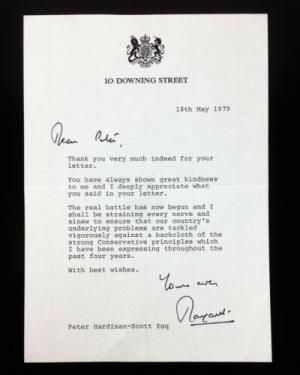 10 DOWNING STREET
18th May 1979
Dear Peter,
Thank you very much indeed for your
letter.
You have always shown great kindness
to me and I deeply appreciate what
you said in your letter.
The real battle has now begun and I
shall be straining every nerve and
sinew to ensure that our country's
underlying problems are tackled
vigorously against a backcloth of the
strong Conservative principles which
I have been expressing throughout the
past four years.
With best wishes.
Yours ever
Margaret
Peter Hardiman-Scott Esq